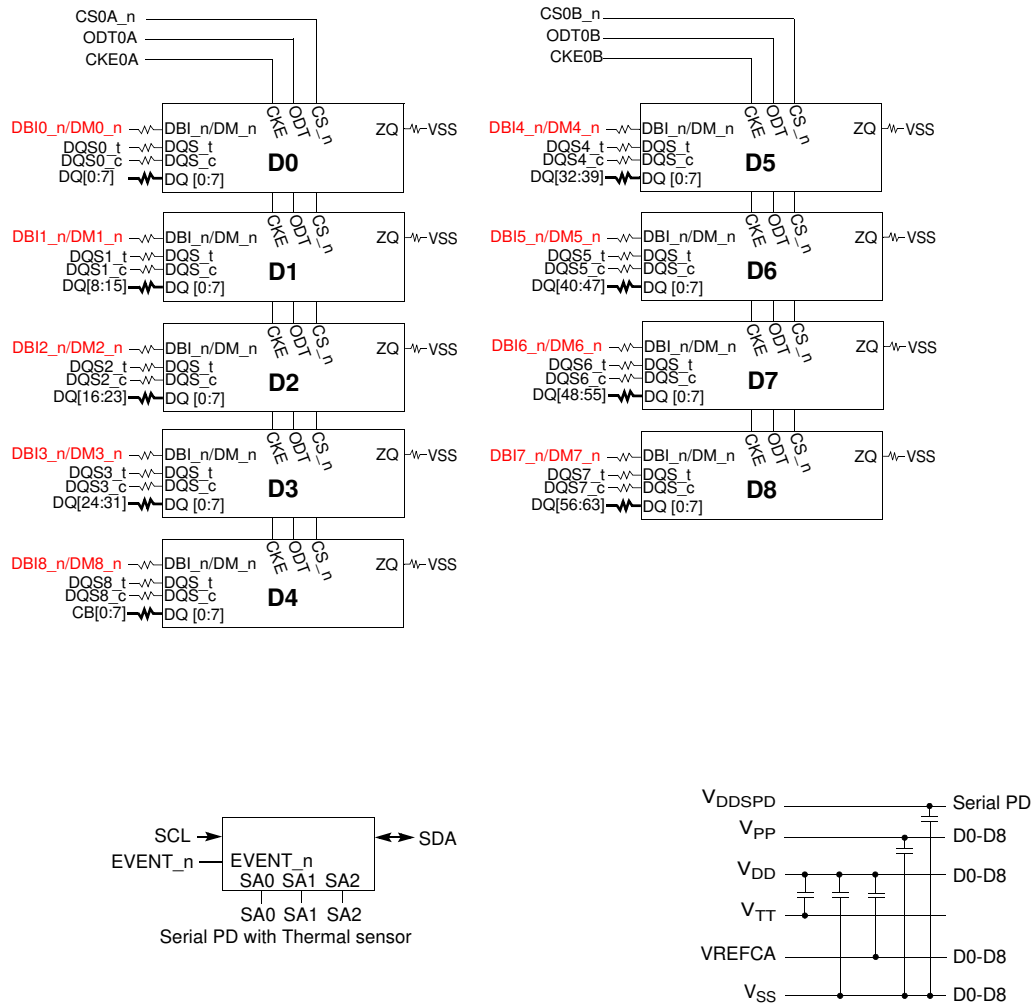 CS0A_n
ODT0A
CKE0A
CKE ODT CS_n
DBI0_n/DM0_n DBI_n/DM_n ZQ VSS
DQS0_t DQS_t
DQS0_c DQS_c
D0
DQ[0:7] DQ [0:7]
CKE ODT CS_n
DBI1_n/DM1_n DBI_n/DM_n ZQ VSS
DQS1_t DQS_t
DQS1_c DQS_c
D1
DQ[8:15] DQ [0:7]
CKE ODT CS_n
DBI2_n/DM2_n DBI_n/DM_n ZQ VSS
DQS2_t DQS_t
DQS2_c DQS_c
D2
DQ[16:23] DQ [0:7]
CKE ODT CS_n
DBI3_n/DM3_n DBI_n/DM_n ZQ VSS
DQS3_t DQS_t
DQS3_c DQS_c
D3
DQ[24:31] DQ [0:7]
CKE ODT CS_n
DBI8_n/DM8_n DBI_n/DM_n ZQ VSS
DQS8_t DQS_t
DQS8_c DQS_c
D4
CB[0:7] DQ [0:7]
CS0B_n
ODT0B
CKE0B
CKE ODT CS_n
DBI4_n/DM4_n DBI_n/DM_n ZQ VSS
DQS4_t DQS_t
DQS4_c DQS_c
D5
DQ[32:39] DQ [0:7]
CKE ODT CS_n
DBI5_n/DM5_n DBI_n/DM_n ZQ VSS
DQS5_t DQS_t
DQS5_c DQS_c
D6
DQ[40:47] DQ [0:7]
CKE ODT CS_n
DBI6_n/DM6_n DBI_n/DM_n ZQ VSS
DQS6_t DQS_t
DQS6_c DQS_c
D7
DQ[48:55] DQ [0:7]
CKE ODT CS_n
DBI7_n/DM7_n DBI_n/DM_n ZQ VSS
DQS7_t DQS_t
DQS7_c DQS_c
D8
DQ[56:63] DQ [0:7]
SCL SDA
EVENT_n EVENT_n
SA0 SA1 SA2
SA0 SA1 SA2
Serial PD with Thermal sensor
VDDSPD Serial PD
VPP D0-D8
VDD D0-D8
VTT
VREFCA D0-D8
VSS D0-D8